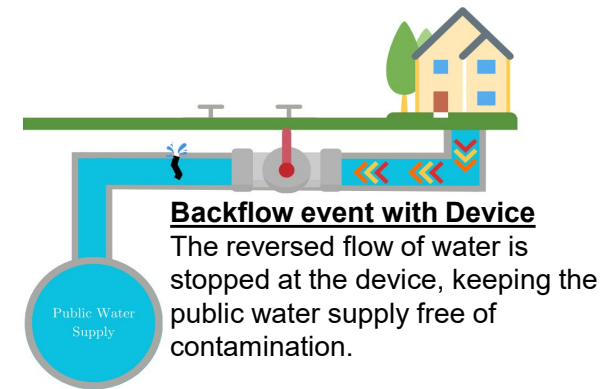 Backflow event with Device
The reversed flow of water is
stopped at the device, keeping the
public water supply free of
contamination.
Public Water
Supply